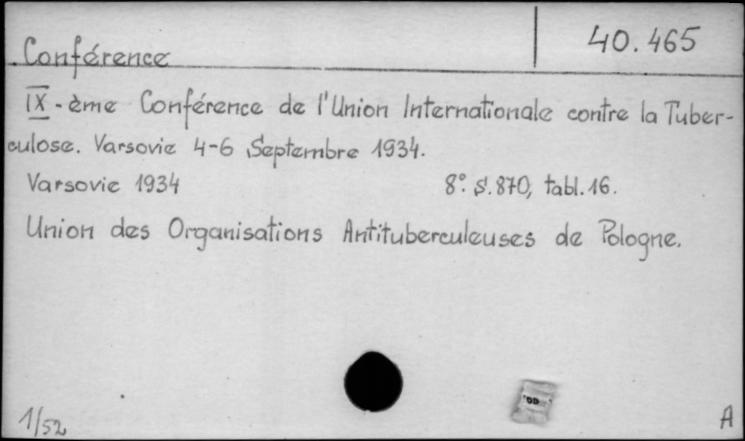 40.465
Conférence
IX-ème Conférence de l'Union Internationale contre la Tuber-
culose. Varsovie 4-6 Septembre 1934.
Varsovie 1934 8° S. 870, tabl. 16.
Union des Organisations Antituberculeuses de Pologne.
1/52 A